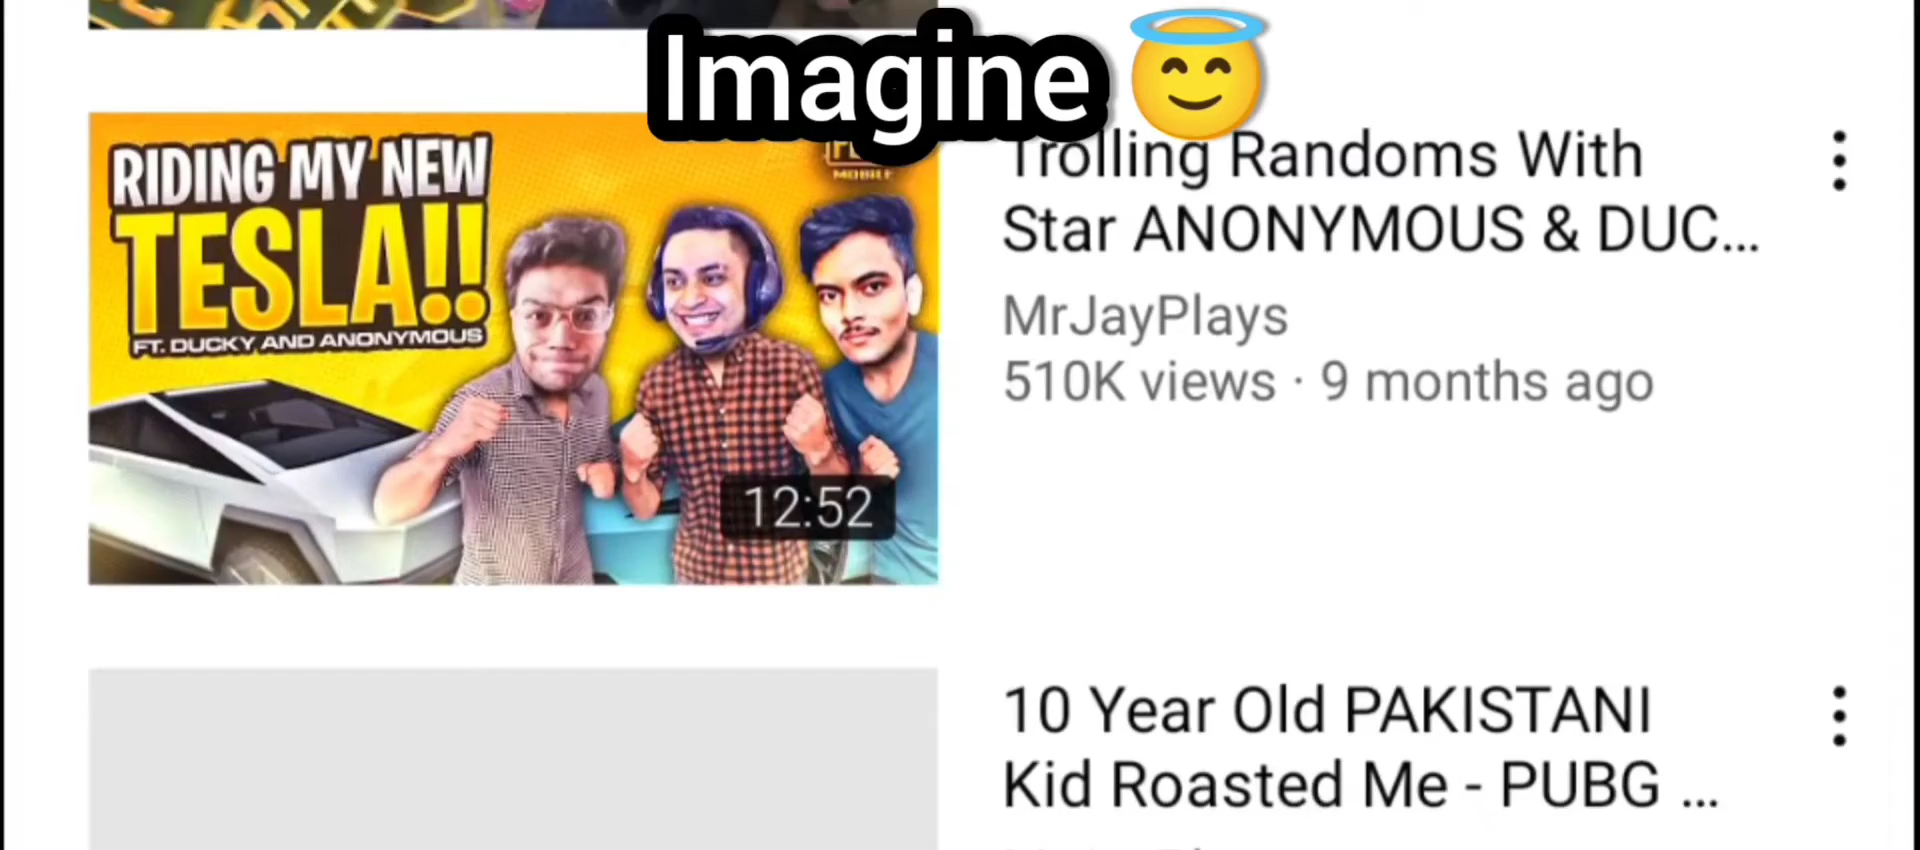 Imagine 😇
RIDING MY NEW
TESLA!!
FT. DUCKY AND ANONYMOUS
MOBILE
12:52
Trolling Randoms With
Star ANONYMOUS & DUC...
MrJayPlays
510K views · 9 months ago
10 Year Old PAKISTANI
Kid Roasted Me - PUBG ...